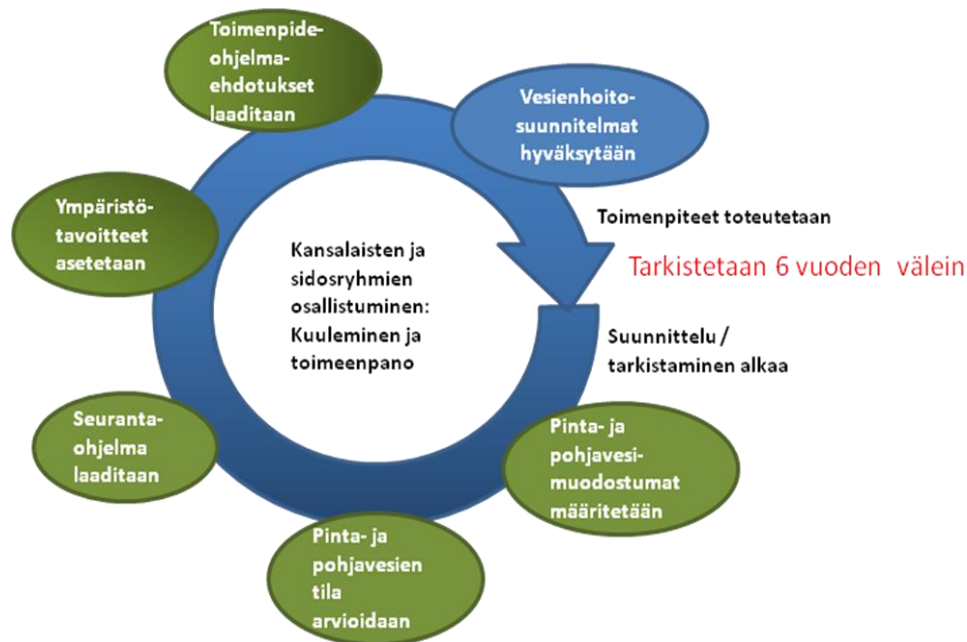 Toimenpide-
ohjelma-
ehdotukset
laaditaan
Vesienhoito-
suunnitelmat
hyväksytään
Ympäristö-
tavoitteet
asetetaan
Toimenpiteet toteutetaan
Tarkistetaan 6 vuoden välein
Kansalaisten ja
sidosryhmien
osallistuminen:
Kuuleminen ja
toimeenpano
Suunnittelu /
tarkistaminen alkaa
Seuranta-
ohjelma
laaditaan
Pinta- ja
pohjavesi-
muodostumat
määritetään
Pinta- ja
pohjavesien
tila
arvioidaan